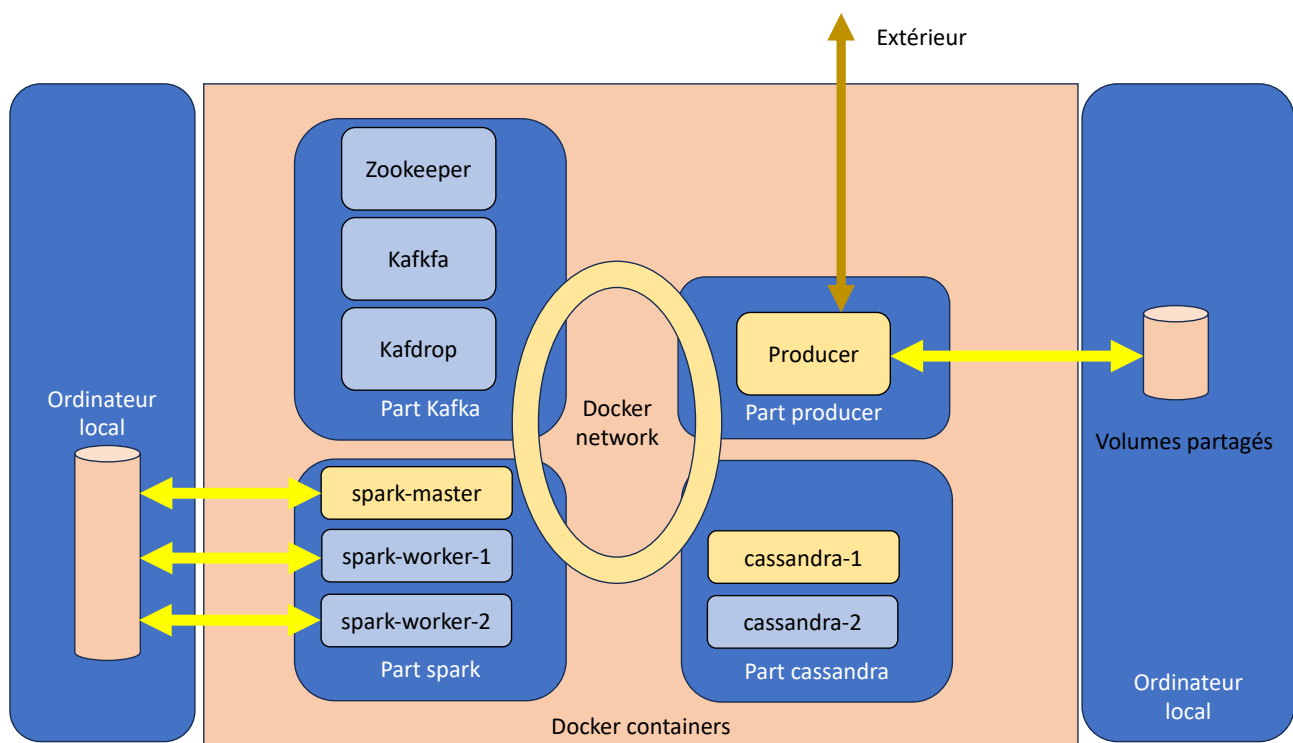 Extérieur
Zookeeper
Kafkfa
Kafdrop
Part Kafka
Producer
Part producer
Docker
network
Ordinateur
local
Volumes partagés
spark-master
spark-worker-1
spark-worker-2
Part spark
cassandra-1
cassandra-2
Part cassandra
Ordinateur
local
Docker containers